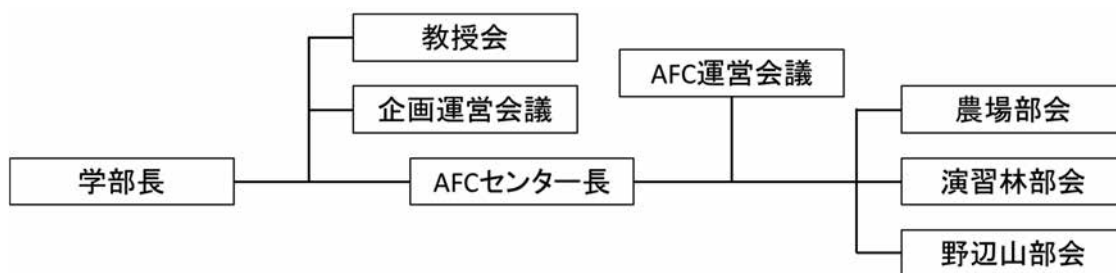 教授会
AFC運営会議
企画運営会議
農場部会
学部長
AFCセンター長
演習林部会
野辺山部会